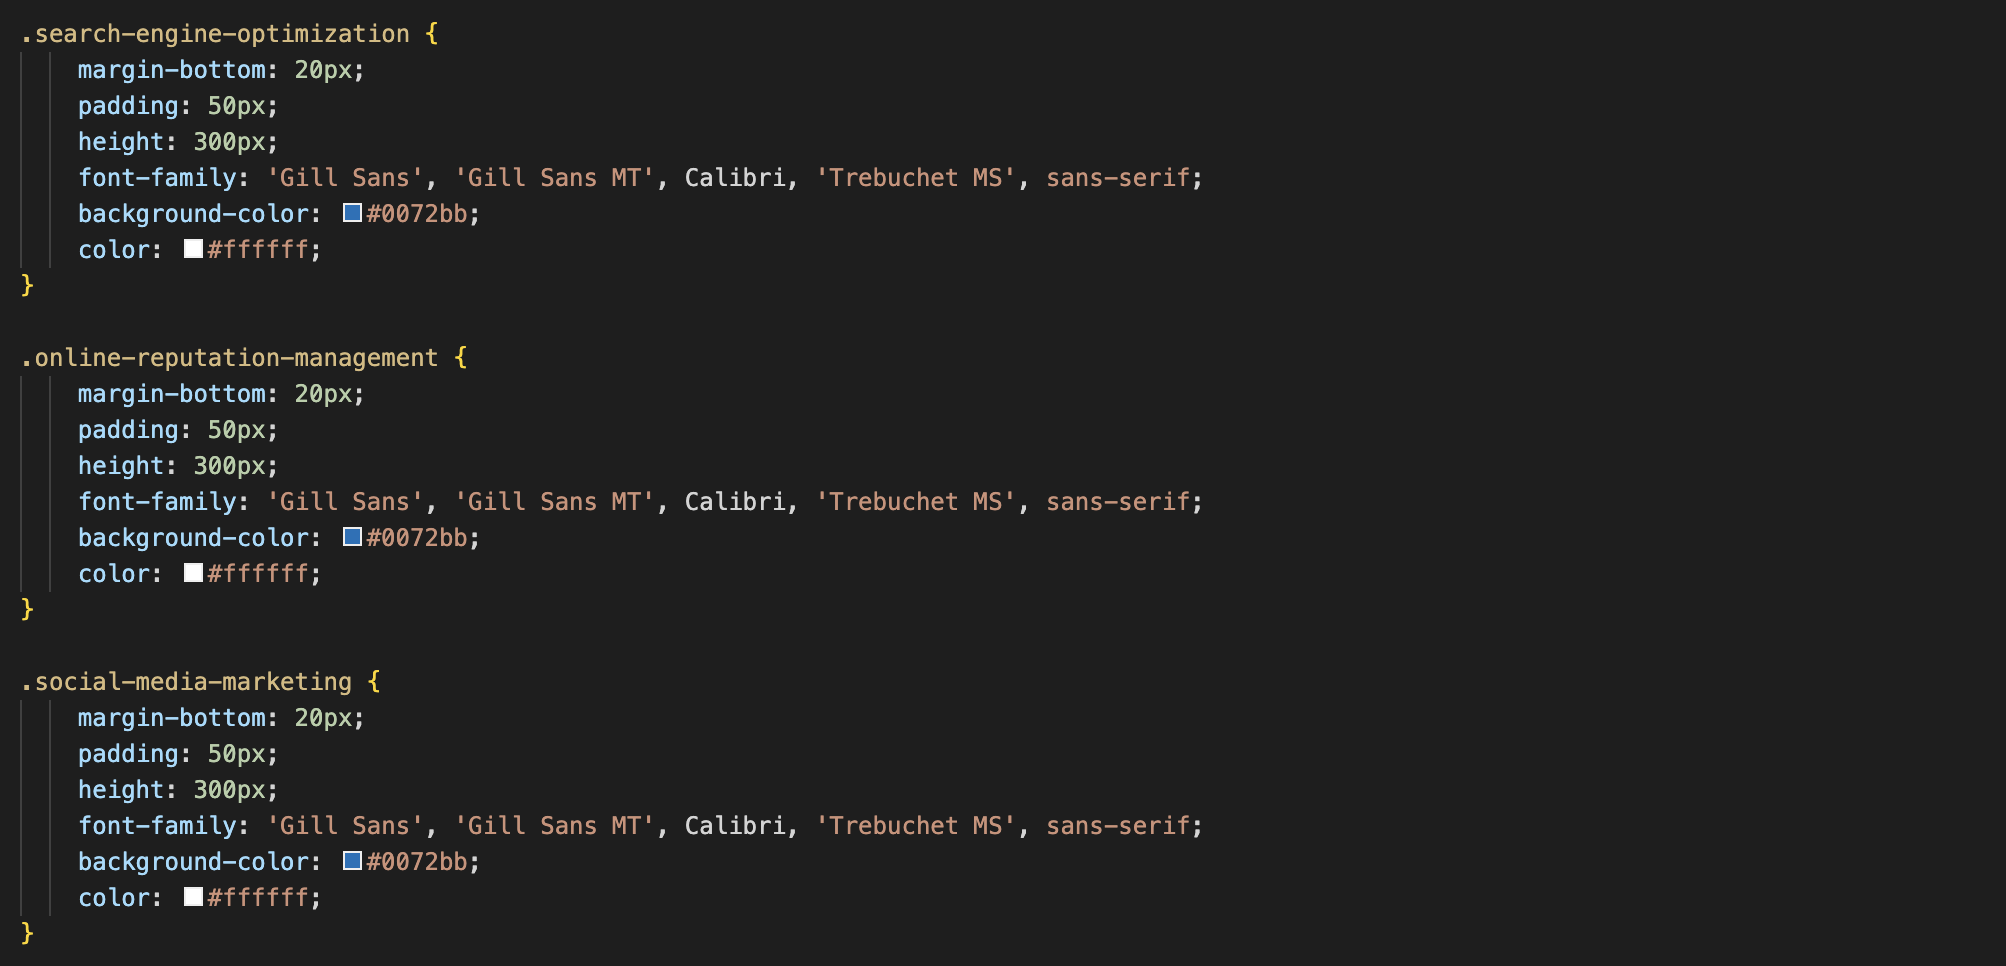 .search-engine-optimization {
    margin-bottom: 20px;
    padding: 50px;
    height: 300px;
    font-family: 'Gill Sans', 'Gill Sans MT', Calibri, 'Trebuchet MS', sans-serif;
    background-color: #0072bb;
    color: #ffffff;
}

.online-reputation-management {
    margin-bottom: 20px;
    padding: 50px;
    height: 300px;
    font-family: 'Gill Sans', 'Gill Sans MT', Calibri, 'Trebuchet MS', sans-serif;
    background-color: #0072bb;
    color: #ffffff;
}

.social-media-marketing {
    margin-bottom: 20px;
    padding: 50px;
    height: 300px;
    font-family: 'Gill Sans', 'Gill Sans MT', Calibri, 'Trebuchet MS', sans-serif;
    background-color: #0072bb;
    color: #ffffff;
}